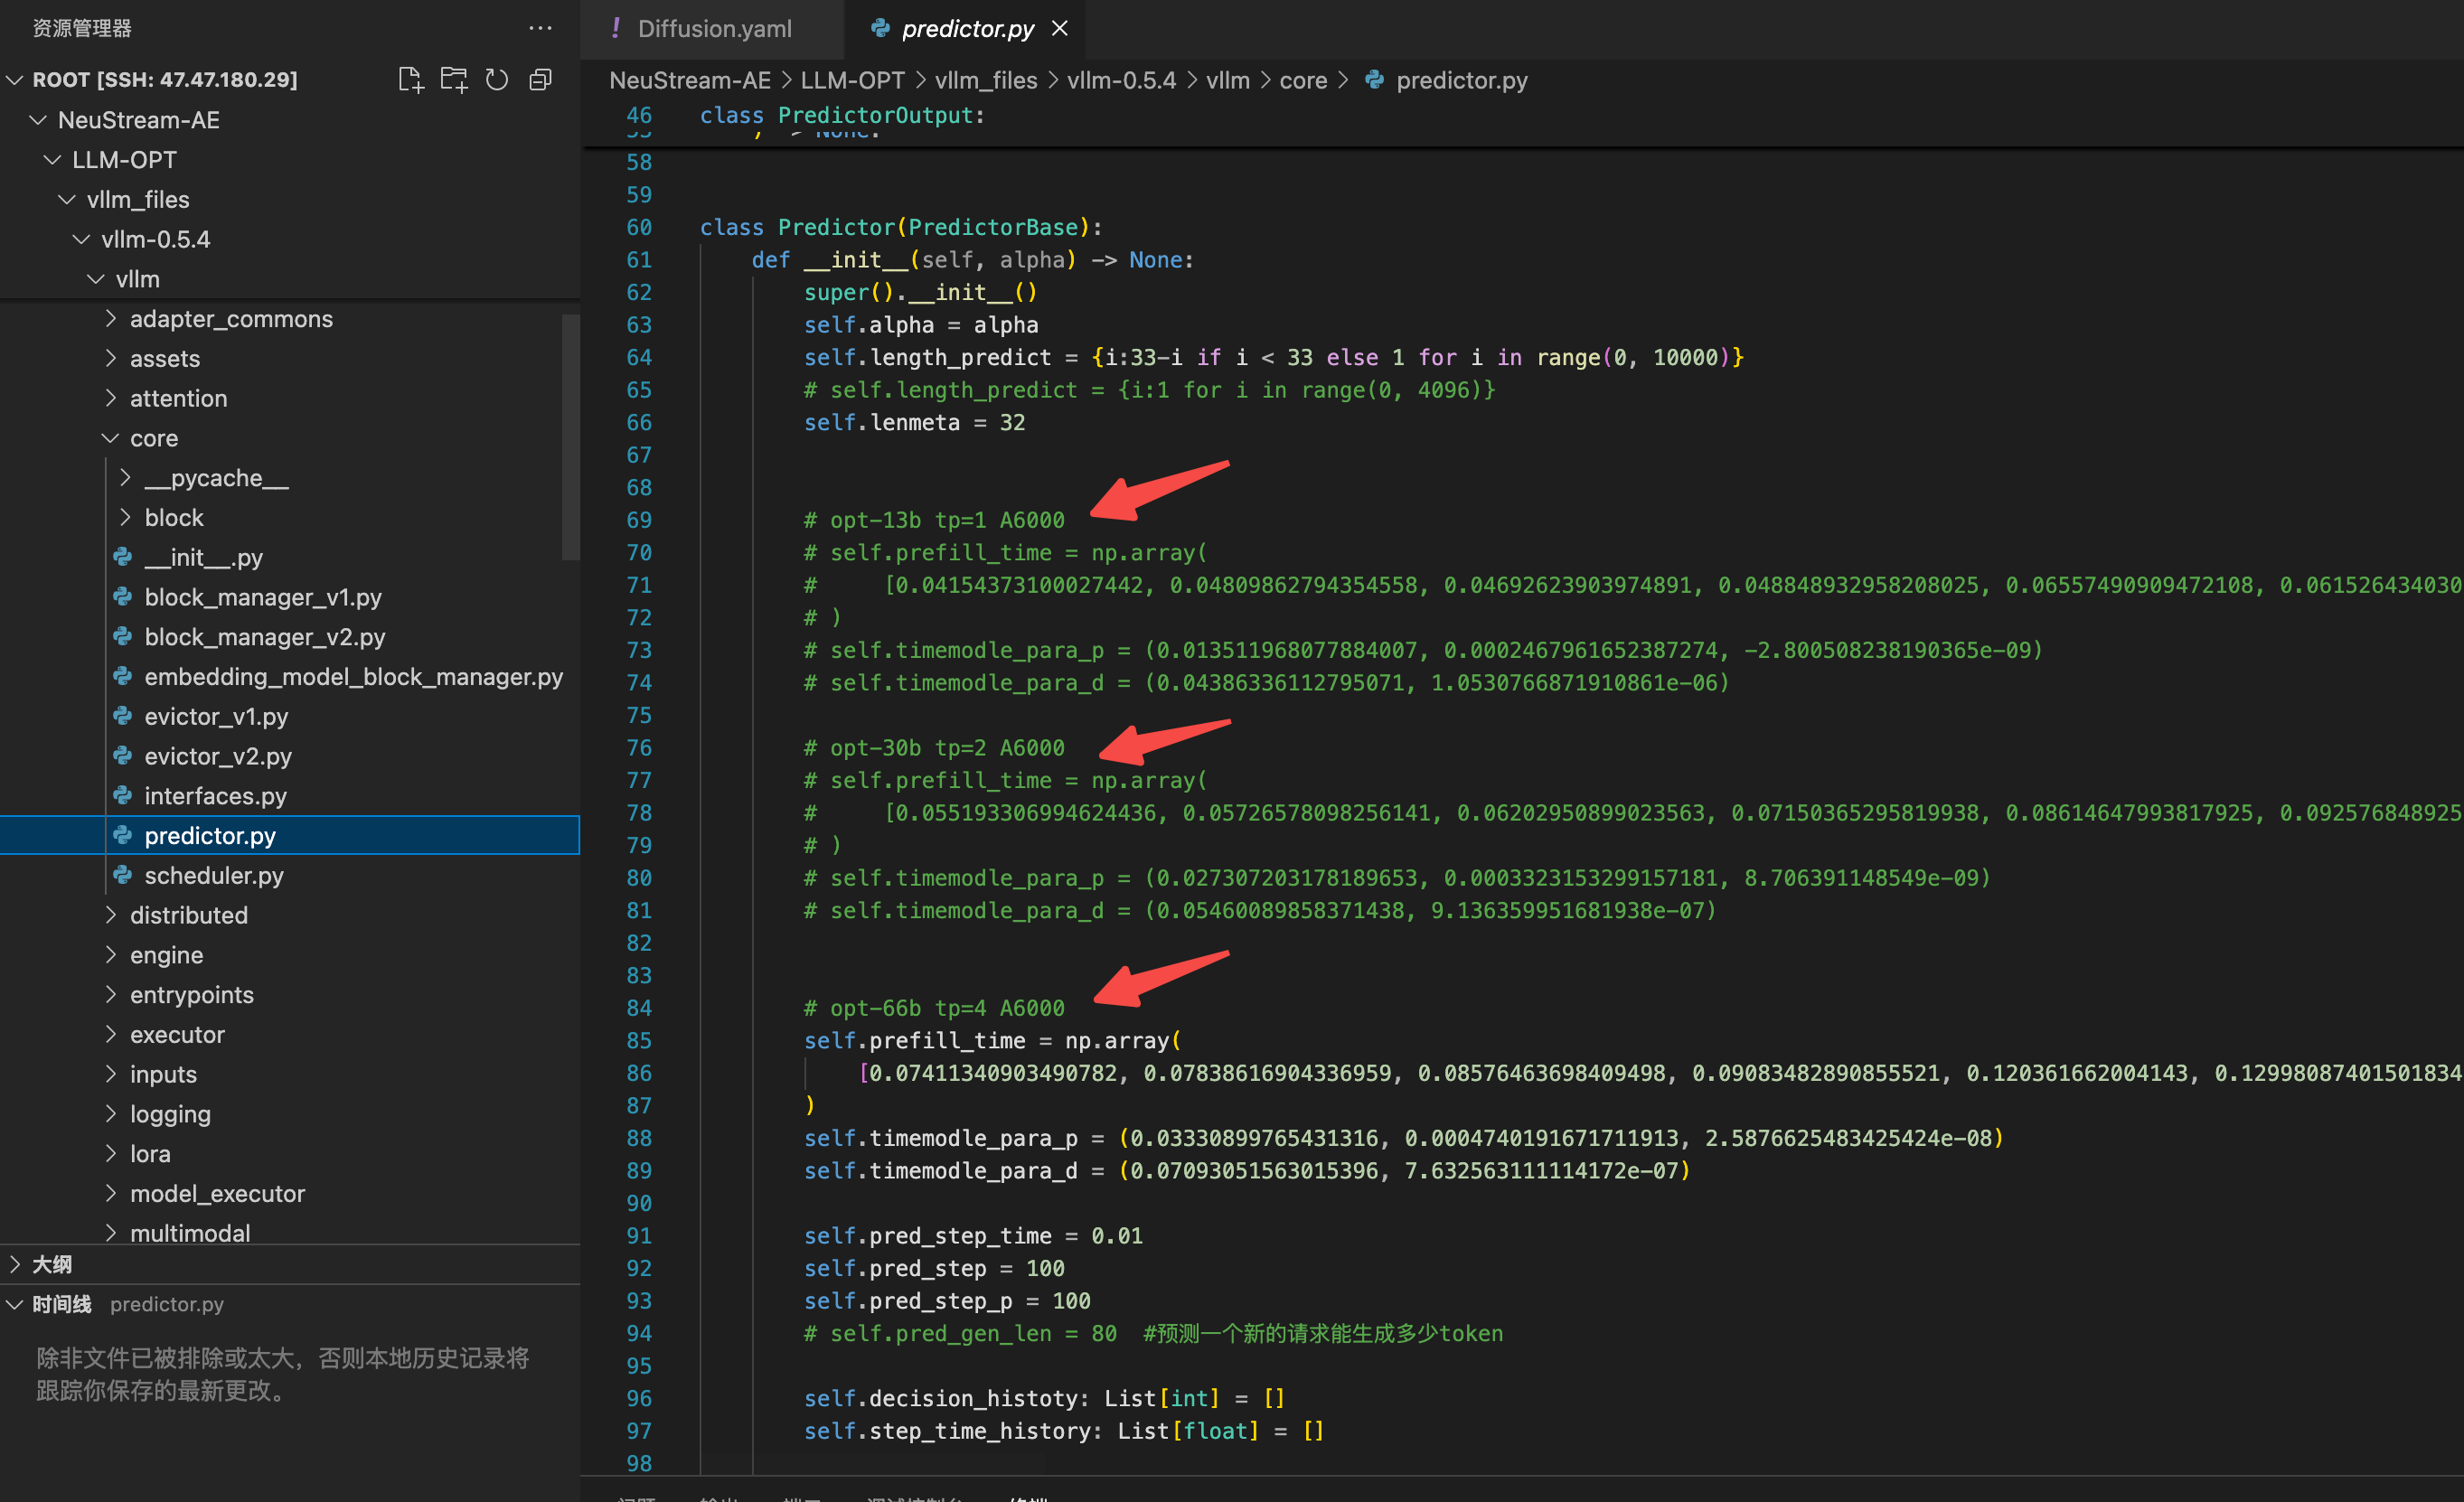 资源管理器
ROOT [SSH: 47.47.180.29]
NeuStream-AE
LLM-OPT
vllm_files
vllm-0.5.4
vllm
adapter_commons
assets
attention
core
__pycache__
block
__init__.py
block_manager_v1.py
block_manager_v2.py
embedding_model_block_manager.py
evictor_v1.py
evictor_v2.py
interfaces.py
predictor.py
scheduler.py
distributed
engine
entrypoints
executor
inputs
logging
lora
model_executor
multimodal
大纲
时间线 predictor.py
除非文件已被排除或太大，否则本地历史记录将
跟踪你保存的最新更改。
! Diffusion.yaml predictor.py
NeuStream-AE > LLM-OPT > vllm_files > vllm-0.5.4 > vllm > core > predictor.py
46 class PredictorOutput:
58
59
60 class Predictor(PredictorBase):
61 def __init__(self, alpha) -> None:
62 super().__init__()
63 self.alpha = alpha
64 self.length_predict = {i:33-i if i < 33 else 1 for i in range(0, 10000)}
65 # self.length_predict = {i:1 for i in range(0, 4096)}
66 self.lenmeta = 32
67
68
69 # opt-13b tp=1 A6000
70 # self.prefill_time = np.array(
71 # [0.04154373100027442, 0.04809862794354558, 0.04692623903974891, 0.048848932958208025, 0.06557490909472108, 0.061526434030
72 # )
73 # self.timemodle_para_p = (0.013511968077884007, 0.0002467961652387274, -2.800508238190365e-09)
74 # self.timemodle_para_d = (0.04386336112795071, 1.0530766871910861e-06)
75
76 # opt-30b tp=2 A6000
77 # self.prefill_time = np.array(
78 # [0.055193306994624436, 0.05726578098256141, 0.06202950899023563, 0.07150365295819938, 0.08614647993817925, 0.092576848925
79 # )
80 # self.timemodle_para_p = (0.027307203178189653, 0.0003323153299157181, 8.706391148549e-09)
81 # self.timemodle_para_d = (0.05460089858371438, 9.136359951681938e-07)
82
83
84 # opt-66b tp=4 A6000
85 self.prefill_time = np.array(
86 [0.07411340903490782, 0.07838616904336959, 0.08576463698409498, 0.09083482890855521, 0.120361662004143, 0.12998087401501834
87 )
88 self.timemodle_para_p = (0.03330899765431316, 0.0004740191671711913, 2.5876625483425424e-08)
89 self.timemodle_para_d = (0.07093051563015396, 7.632563111114172e-07)
90
91 self.pred_step_time = 0.01
92 self.pred_step = 100
93 self.pred_step_p = 100
94 # self.pred_gen_len = 80 #预测一个新的请求能生成多少token
95
96 self.decision_histoty: List[int] = []
97 self.step_time_history: List[float] = []
98